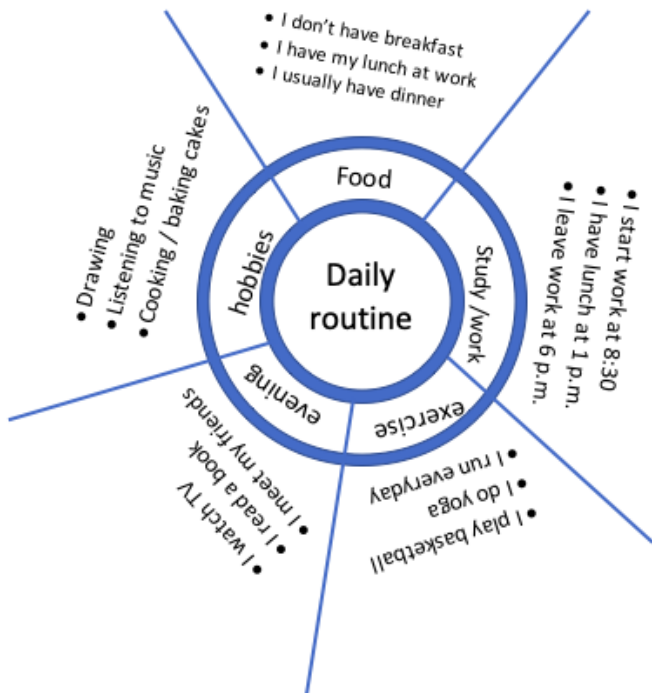 Daily
routine
Food
• I don't have breakfast
• I have my lunch at work
• I usually have dinner
Study /work
• I start work at 8:30
• I have lunch at 1 p.m.
• I leave work at 6 p.m.
exercise
• I run everyday
• I do yoga
• I play basketball
evening
• I meet my friends
• I read a book
• I watch TV
hobbies
• Drawing
• Listening to music
• Cooking / baking cakes